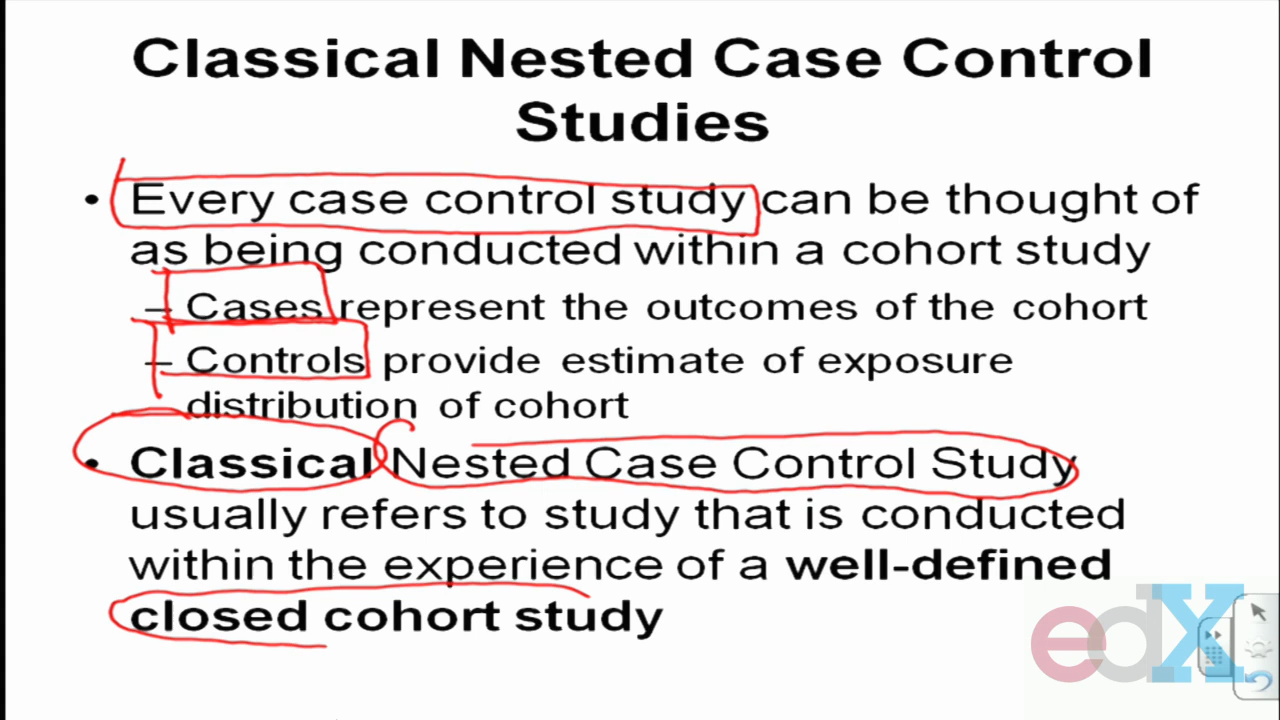 Classical Nested Case Control
Studies
• Every case control study can be thought of
as being conducted within a cohort study
– Cases represent the outcomes of the cohort
– Controls provide estimate of exposure
distribution of cohort
• Classical Nested Case Control Study
usually refers to study that is conducted
within the experience of a well-defined
closed cohort study
edX